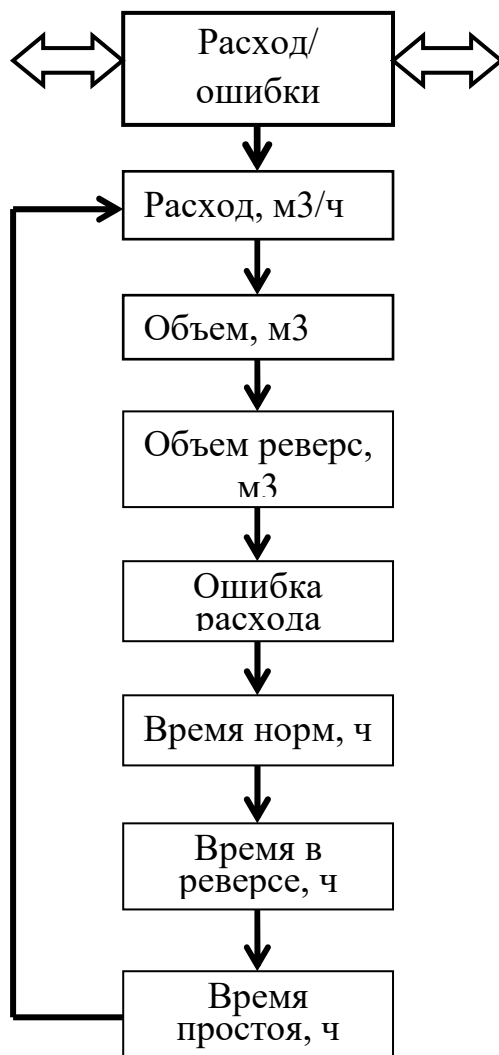 Расход/
ошибки
Расход, м3/ч
Объем, м3
Объем реверс,
м3
Ошибка
расхода
Время норм, ч
Время в
реверсе, ч
Время
простоя, ч